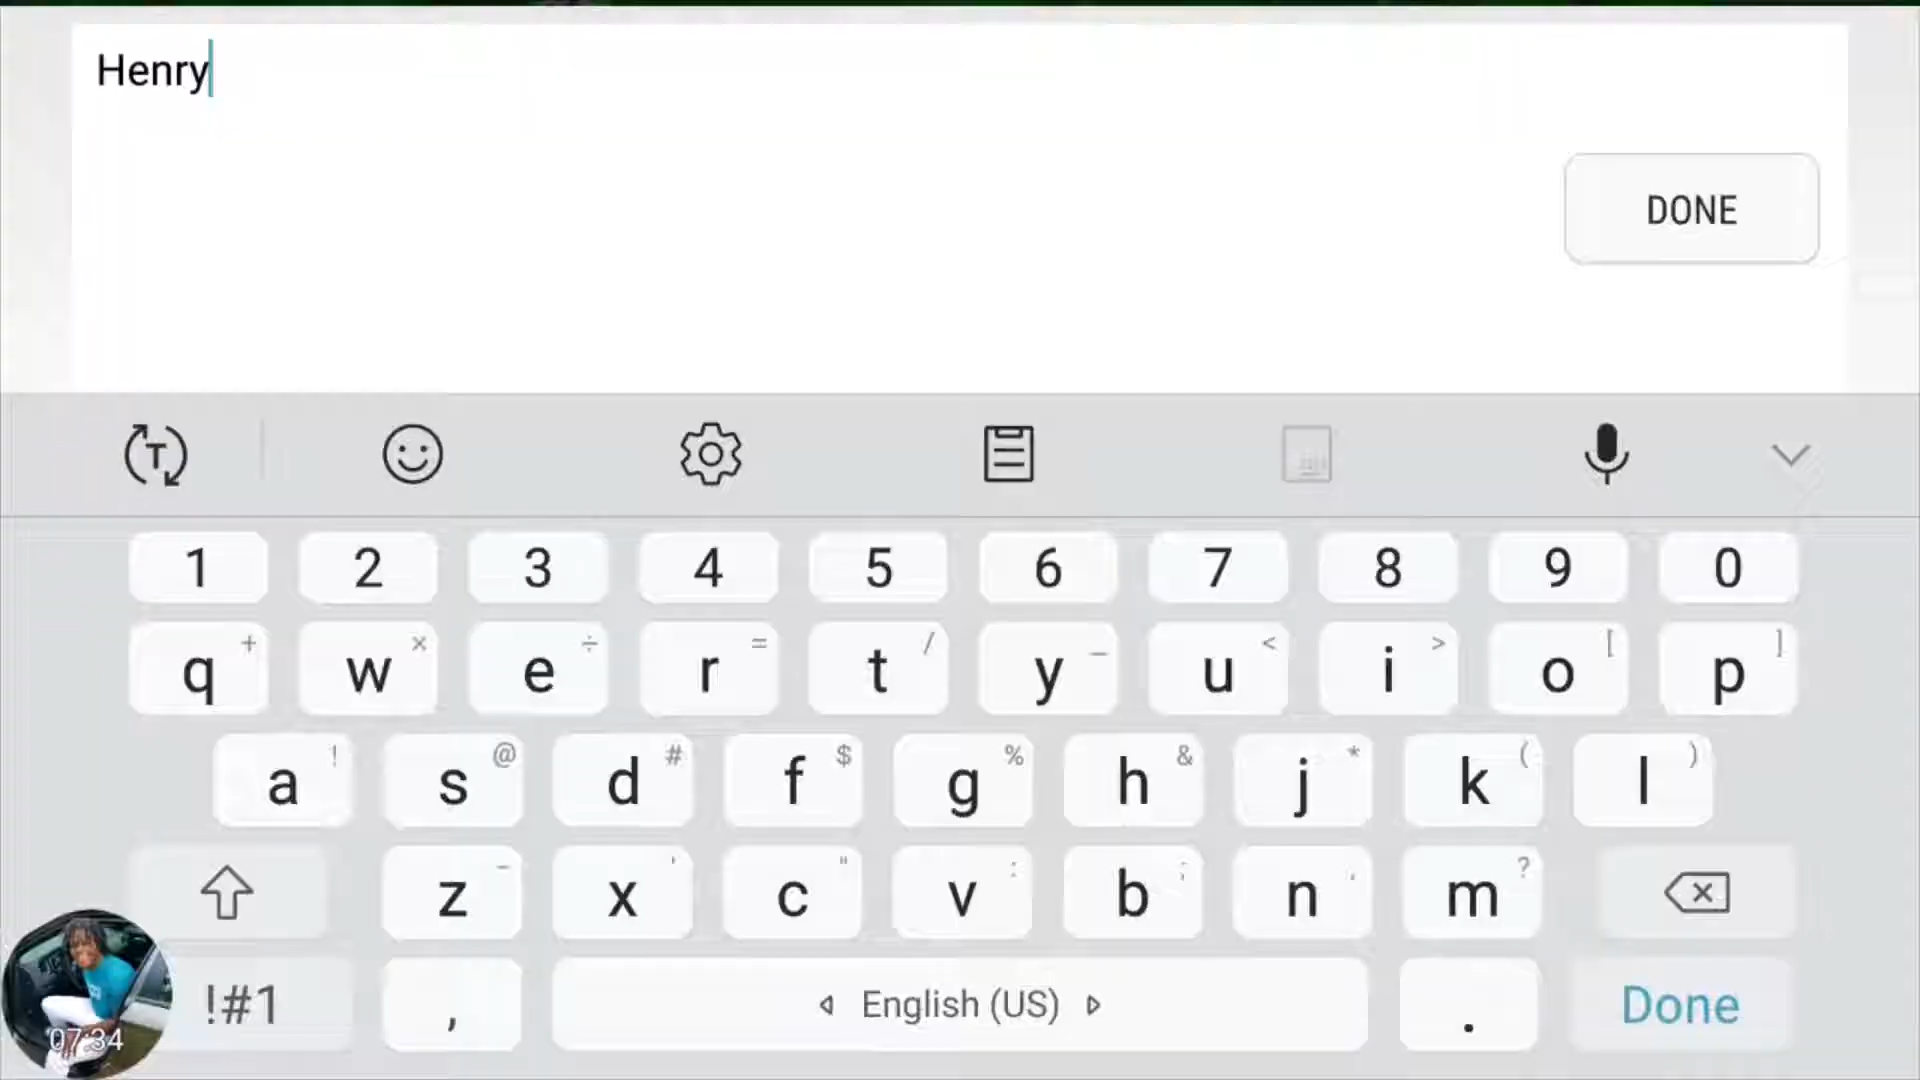 Henry
DONE
T
1 2 3 4 5 6 7 8 9 0
q + w × e ÷ r = t / y _ u < i > o [ p ]
a ! s @ d # f $ g % h & j * k ( l )
z - x ' c " v : b ; n , m ?
!#1 , English (US) . Done
07:34